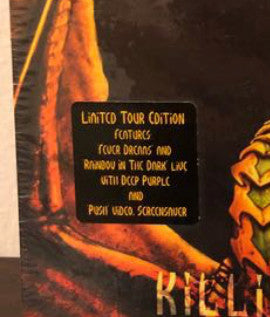 Limited Tour Edition
features
Fever Dreams and
Rainbow in The Dark Live
with Deep Purple
and
'Push' video, Screensaver
KILLI